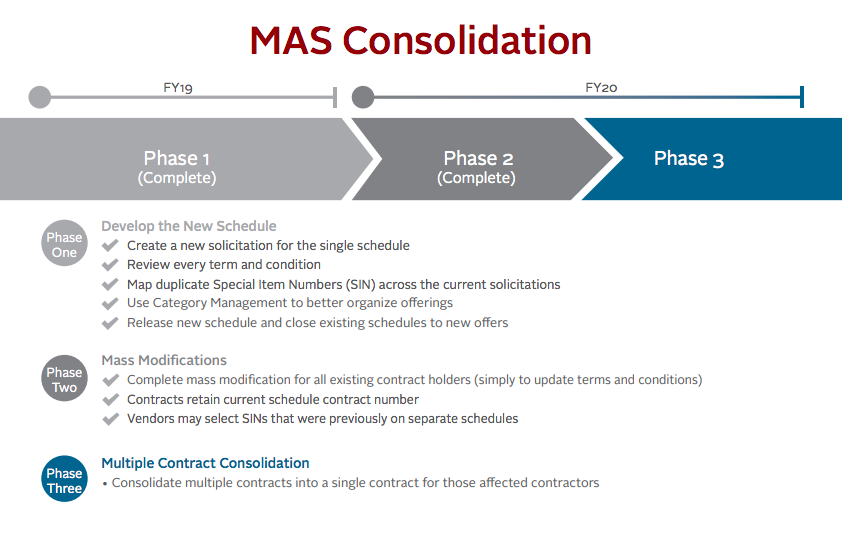 MAS Consolidation
FY19
FY20
Phase 1
(Complete)
Phase 2
(Complete)
Phase 3
Phase
One
Develop the New Schedule
Create a new solicitation for the single schedule
Review every term and condition
Map duplicate Special Item Numbers (SIN) across the current solicitations
Use Category Management to better organize offerings
Release new schedule and close existing schedules to new offers
Phase
Two
Mass Modifications
Complete mass modification for all existing contract holders (simply to update terms and conditions)
Contracts retain current schedule contract number
Vendors may select SINs that were previously on separate schedules
Phase
Three
Multiple Contract Consolidation
• Consolidate multiple contracts into a single contract for those affected contractors